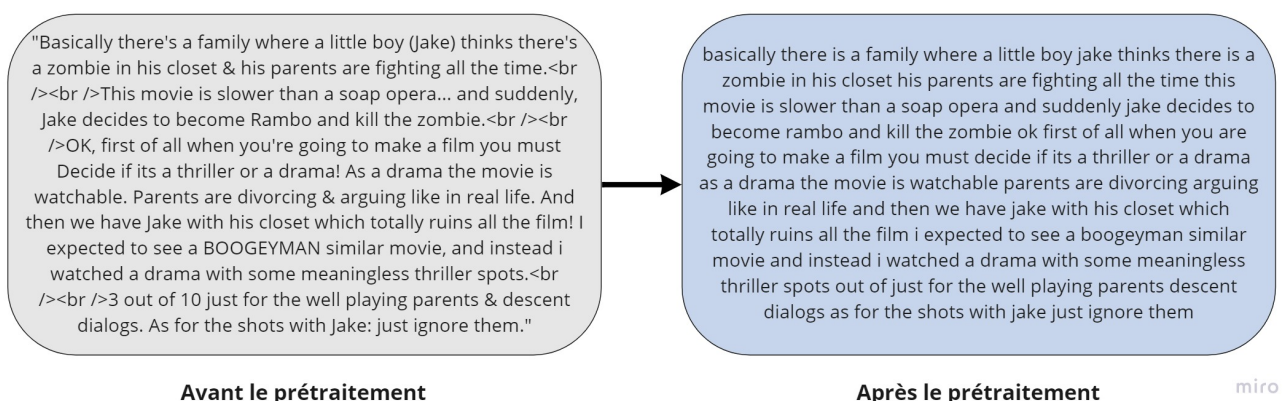 "Basically there's a family where a little boy (Jake) thinks there's
a zombie in his closet & his parents are fighting all the time.<br
/><br />This movie is slower than a soap opera... and suddenly,
Jake decides to become Rambo and kill the zombie.<br /><br
/>OK, first of all when you're going to make a film you must
Decide if its a thriller or a drama! As a drama the movie is
watchable. Parents are divorcing & arguing like in real life. And
then we have Jake with his closet which totally ruins all the film! I
expected to see a BOOGEYMAN similar movie, and instead i
watched a drama with some meaningless thriller spots.<br
/><br />3 out of 10 just for the well playing parents & descent
dialogs. As for the shots with Jake: just ignore them."
Avant le prétraitement
basically there is a family where a little boy jake thinks there is a
zombie in his closet his parents are fighting all the time this
movie is slower than a soap opera and suddenly jake decides to
become rambo and kill the zombie ok first of all when you are
going to make a film you must decide if its a thriller or a drama
as a drama the movie is watchable parents are divorcing arguing
like in real life and then we have jake with his closet which
totally ruins all the film i expected to see a boogeyman similar
movie and instead i watched a drama with some meaningless
thriller spots out of just for the well playing parents descent
dialogs as for the shots with jake just ignore them
Après le prétraitement
miro